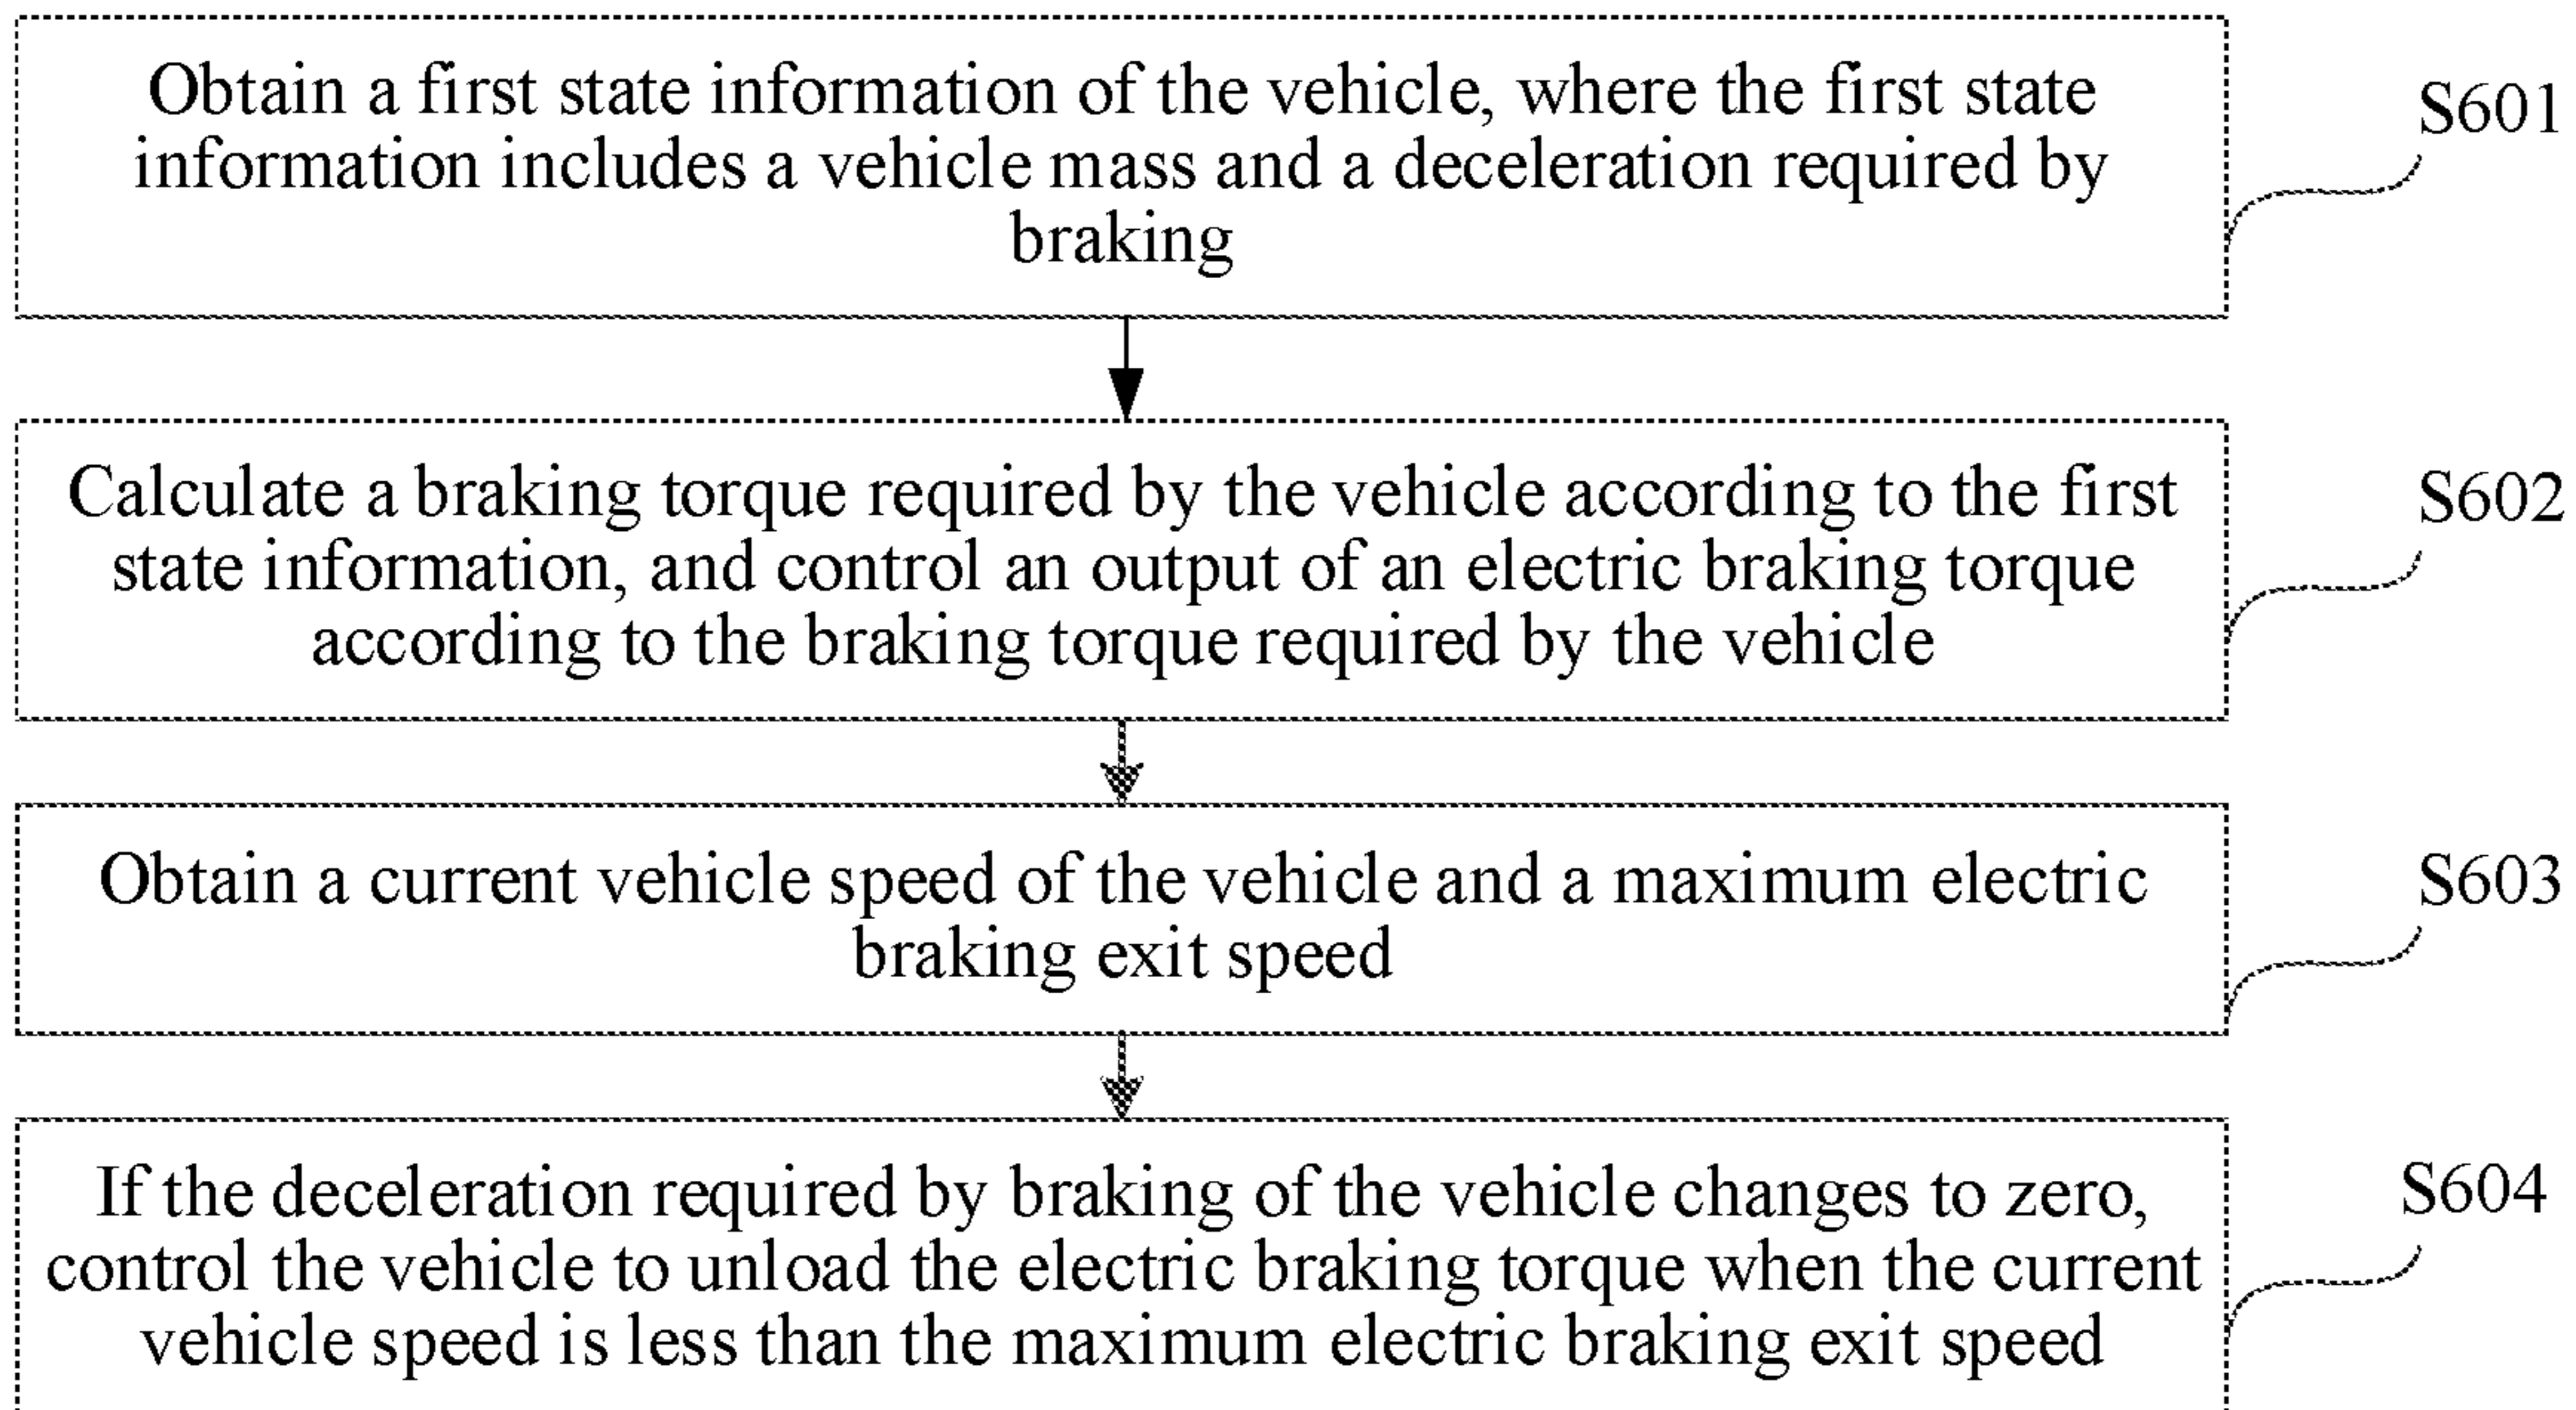 Obtain a first state information of the vehicle, where the first state
information includes a vehicle mass and a deceleration required by
braking
S601
Calculate a braking torque required by the vehicle according to the first
state information, and control an output of an electric braking torque
according to the braking torque required by the vehicle
S602
Obtain a current vehicle speed of the vehicle and a maximum electric
braking exit speed
S603
If the deceleration required by braking of the vehicle changes to zero,
control the vehicle to unload the electric braking torque when the current
vehicle speed is less than the maximum electric braking exit speed
S604